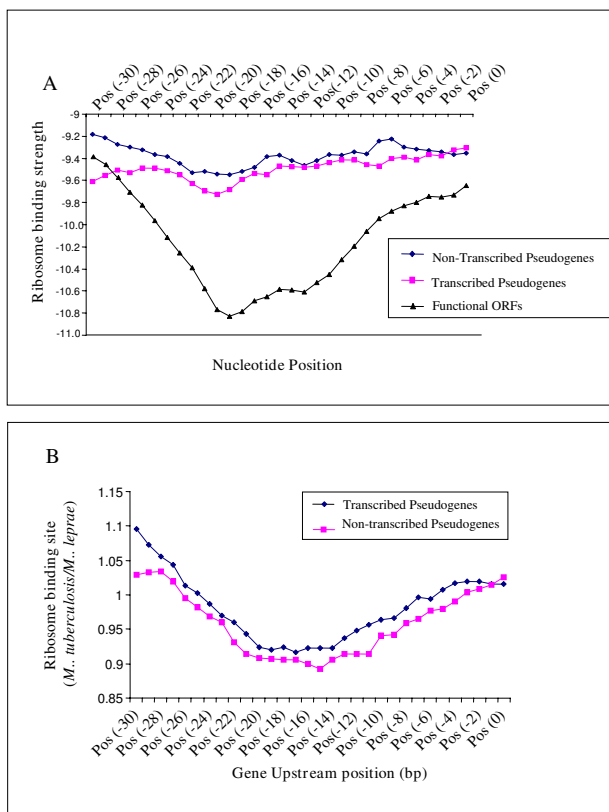 A
Pos (-30)
Pos (-28)
Pos (-26)
Pos (-24)
Pos (-22)
Pos (-20)
Pos (-18)
Pos (-16)
Pos (-14)
Pos (-12)
Pos (-10)
Pos (-8)
Pos (-6)
Pos (-4)
Pos (-2)
Pos (0)
-9
-9.2
-9.4
-9.6
-9.8
-10.0
-10.2
-10.4
-10.6
-10.8
-11.0
Ribosome binding strength
Non-Transcribed Pseudogenes
Transcribed Pseudogenes
Functional ORFs
Nucleotide Position
B
1.15
1.1
1.05
1
0.95
0.9
0.85
Ribosome binding site
(M.. tuberculosis/M.. leprae)
Transcribed Pseudogenes
Non-transcribed Pseudogenes
Pos (-30)
Pos (-28)
Pos (-26)
Pos (-24)
Pos (-22)
Pos (-20)
Pos (-18)
Pos (-16)
Pos (-14)
Pos (-12)
Pos (-10)
Pos (-8)
Pos (-6)
Pos (-4)
Pos (-2)
Pos (0)
Gene Upstream position (bp)